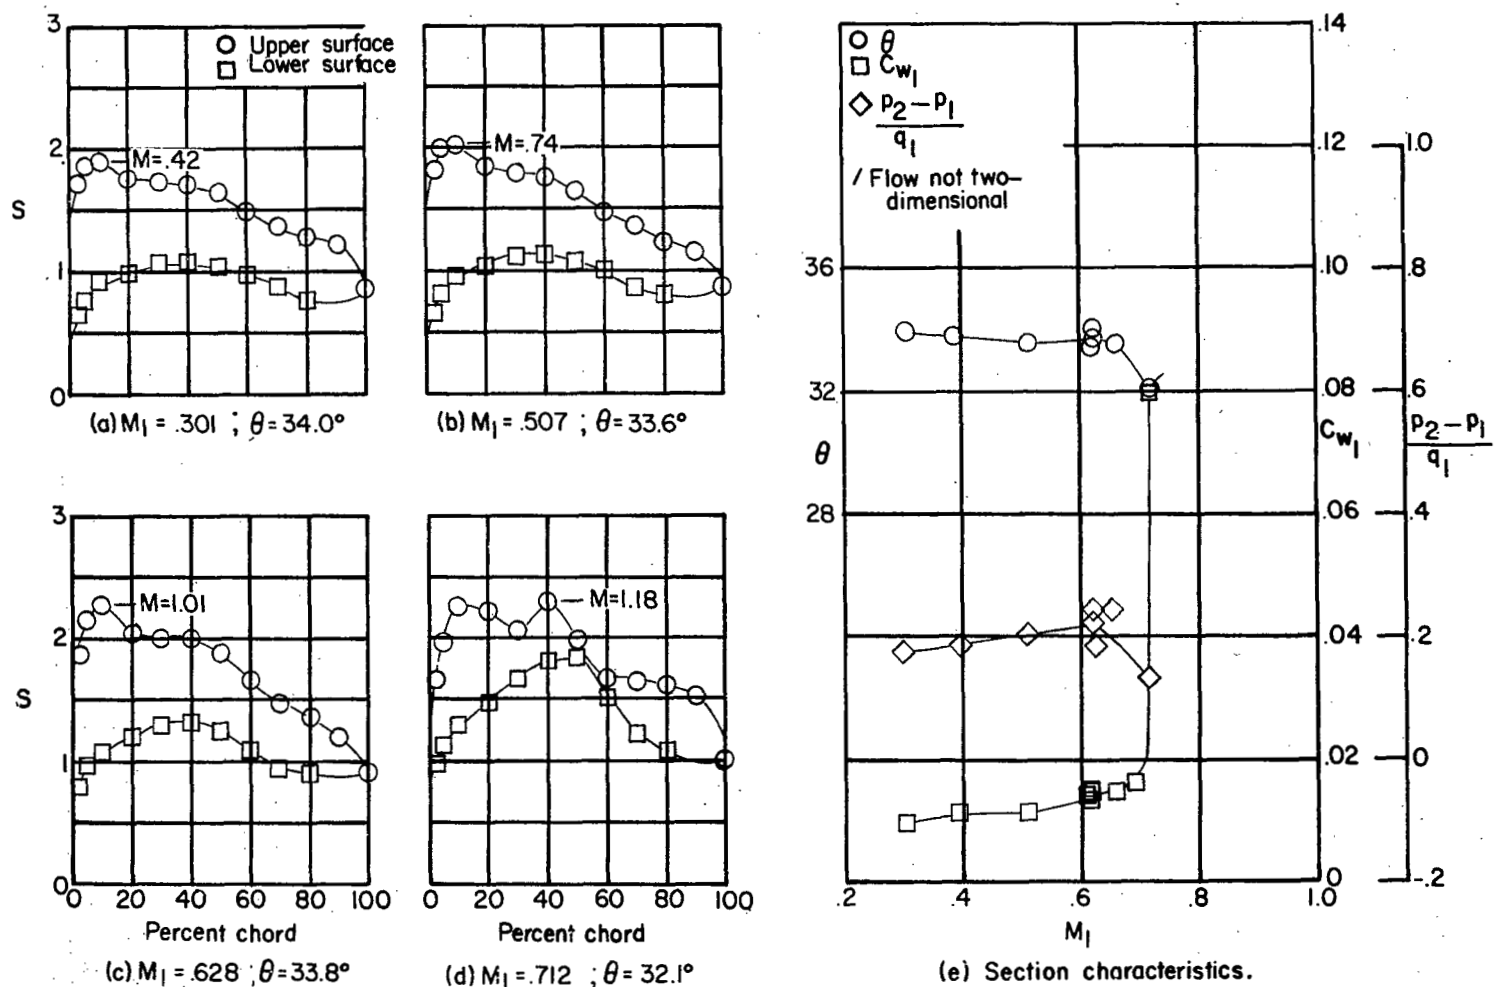 3
2
1
0
S
○ Upper surface
□ Lower surface
M=.42
(a) M₁ = .301 ; θ = 34.0°
M=.74
(b) M₁ = .507 ; θ = 33.6°
3
2
1
0
S
M=1.01
0 20 40 60 80 100
Percent chord
(c) M₁ = .628 ; θ = 33.8°
M=1.18
0 20 40 60 80 100
Percent chord
(d) M₁ = .712 ; θ = 32.1°
○ θ
□ C_w₁
◇ p₂ – p₁
q₁
/ Flow not two-
dimensional
36
32
28
θ
.14
.12
.10
.08
C_w₁
.06
.04
.02
0
1.0
.8
.6
p₂ – p₁
q₁
.4
.2
0
-.2
.2 .4 .6 .8 1.0
M₁
(e) Section characteristics.